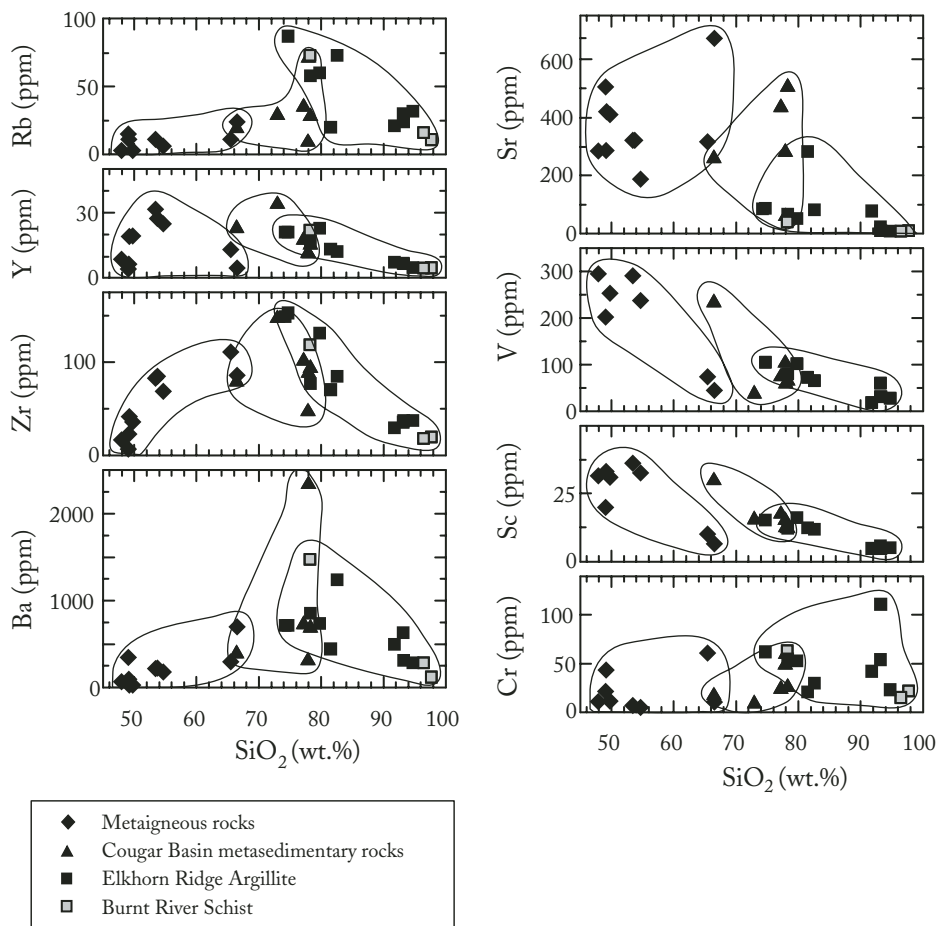 100
50
0
Rb (ppm)
30
0
Y (ppm)
100
0
Zr (ppm)
2000
1000
0
Ba (ppm)
50 60 70 80 90 100
SiO2 (wt.%)
600
400
200
0
Sr (ppm)
300
200
100
0
V (ppm)
25
0
Sc (ppm)
100
50
0
Cr (ppm)
50 60 70 80 90 100
SiO2 (wt.%)
Metaigneous rocks
Cougar Basin metasedimentary rocks
Elkhorn Ridge Argillite
Burnt River Schist